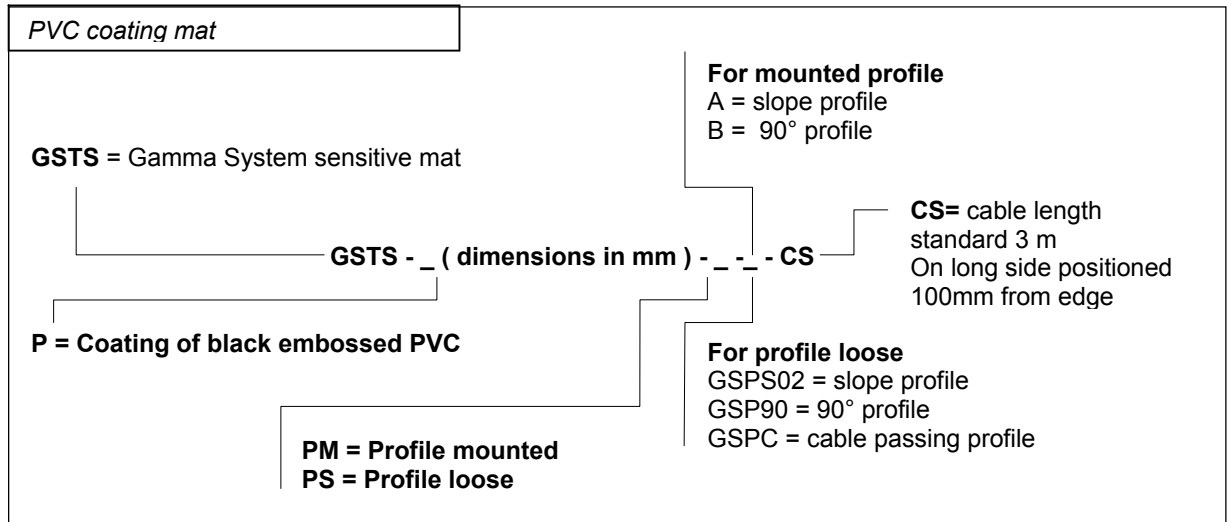 PVC coating mat
For mounted profile
A = slope profile
B = 90° profile
GSTS = Gamma System sensitive mat
CS= cable length
standard 3 m
On long side positioned
100mm from edge
GSTS - _ ( dimensions in mm ) - _ -_ - CS
P = Coating of black embossed PVC
For profile loose
GSPS02 = slope profile
GSP90 = 90° profile
GSPC = cable passing profile
PM = Profile mounted
PS = Profile loose